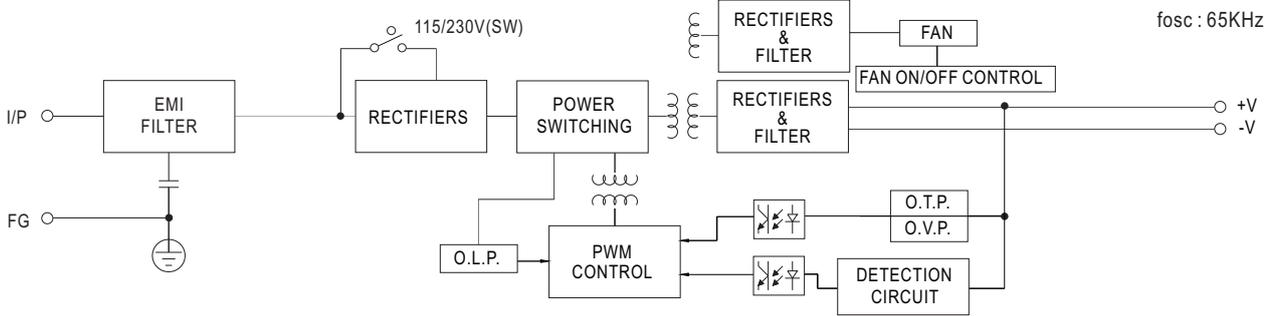 RECTIFIERS
&
FILTER
fosc : 65KHz
115/230V(SW)
FAN
FAN ON/OFF CONTROL
I/P
EMI
FILTER
RECTIFIERS
POWER
SWITCHING
RECTIFIERS
&
FILTER
+V
-V
FG
O.T.P.
O.V.P.
O.L.P.
PWM
CONTROL
DETECTION
CIRCUIT